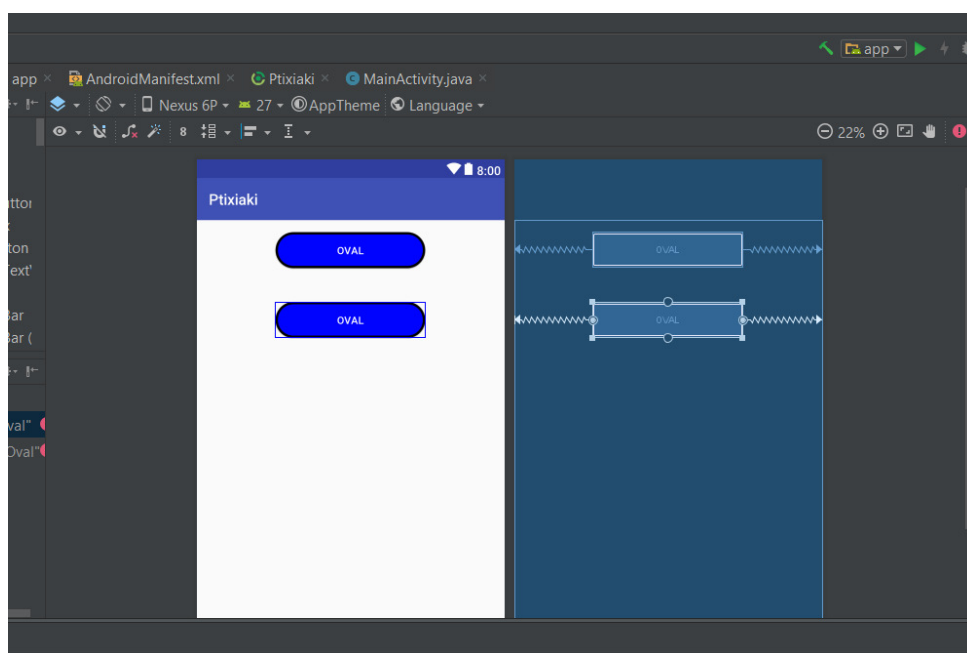 app
app AndroidManifest.xml Ptixiaki MainActivity.java
Nexus 6P 27 AppTheme Language
8 22%
8:00
Ptixiaki
OVAL OVAL
ton
ext'
Bar
Bar (
OVAL OVAL
val"
Oval"